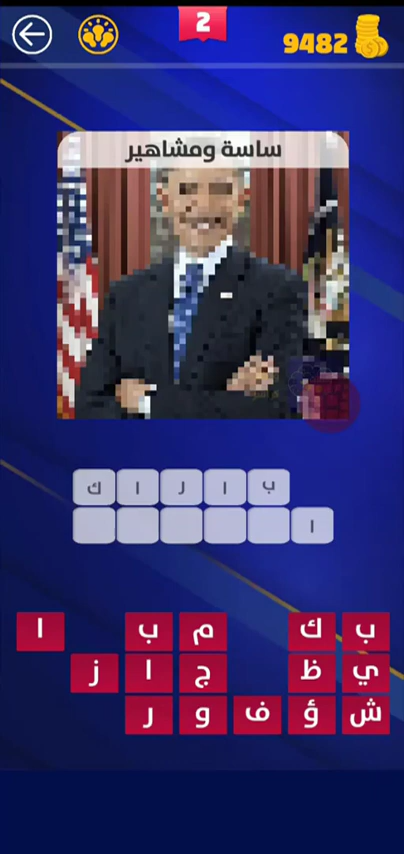 2
9482
ساسة ومشاهير
ب ا ر ا ك
ا
ب ك م ب ا
ي ظ ج ا ز
ش ؤ ف و ر